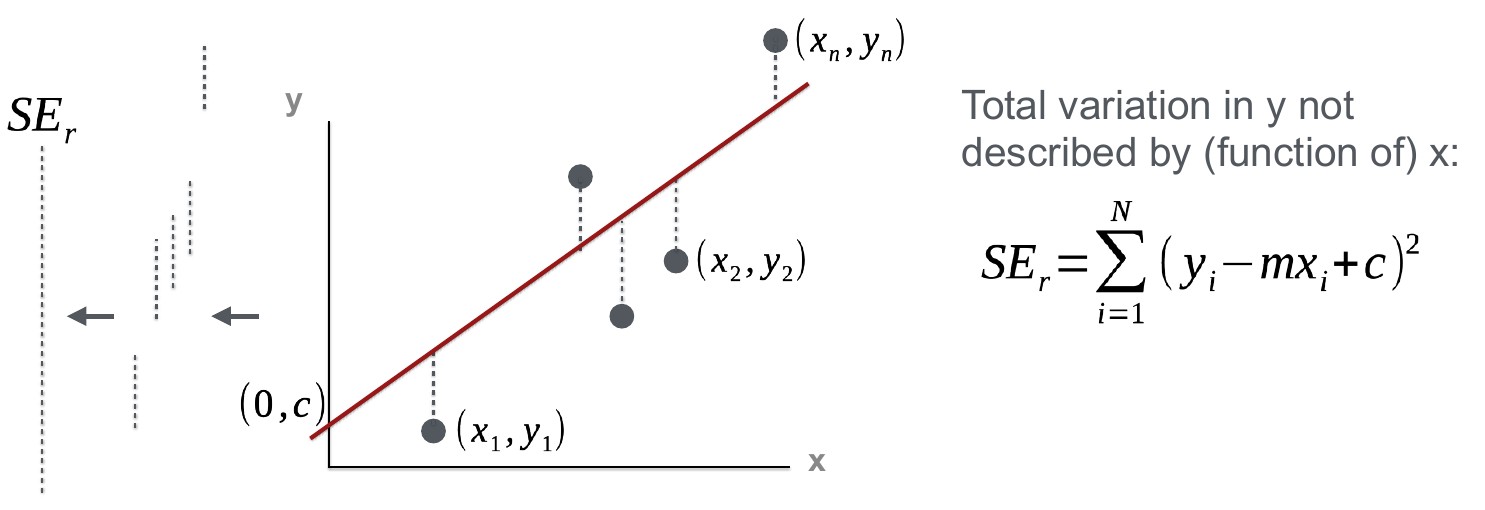 SE_r
y
(x_n, y_n)
(x_2, y_2)
(0, c)
(x_1, y_1)
x
Total variation in y not
described by (function of) x:
SE_r = \sum_{i=1}^{N} (y_i − mx_i + c)^2